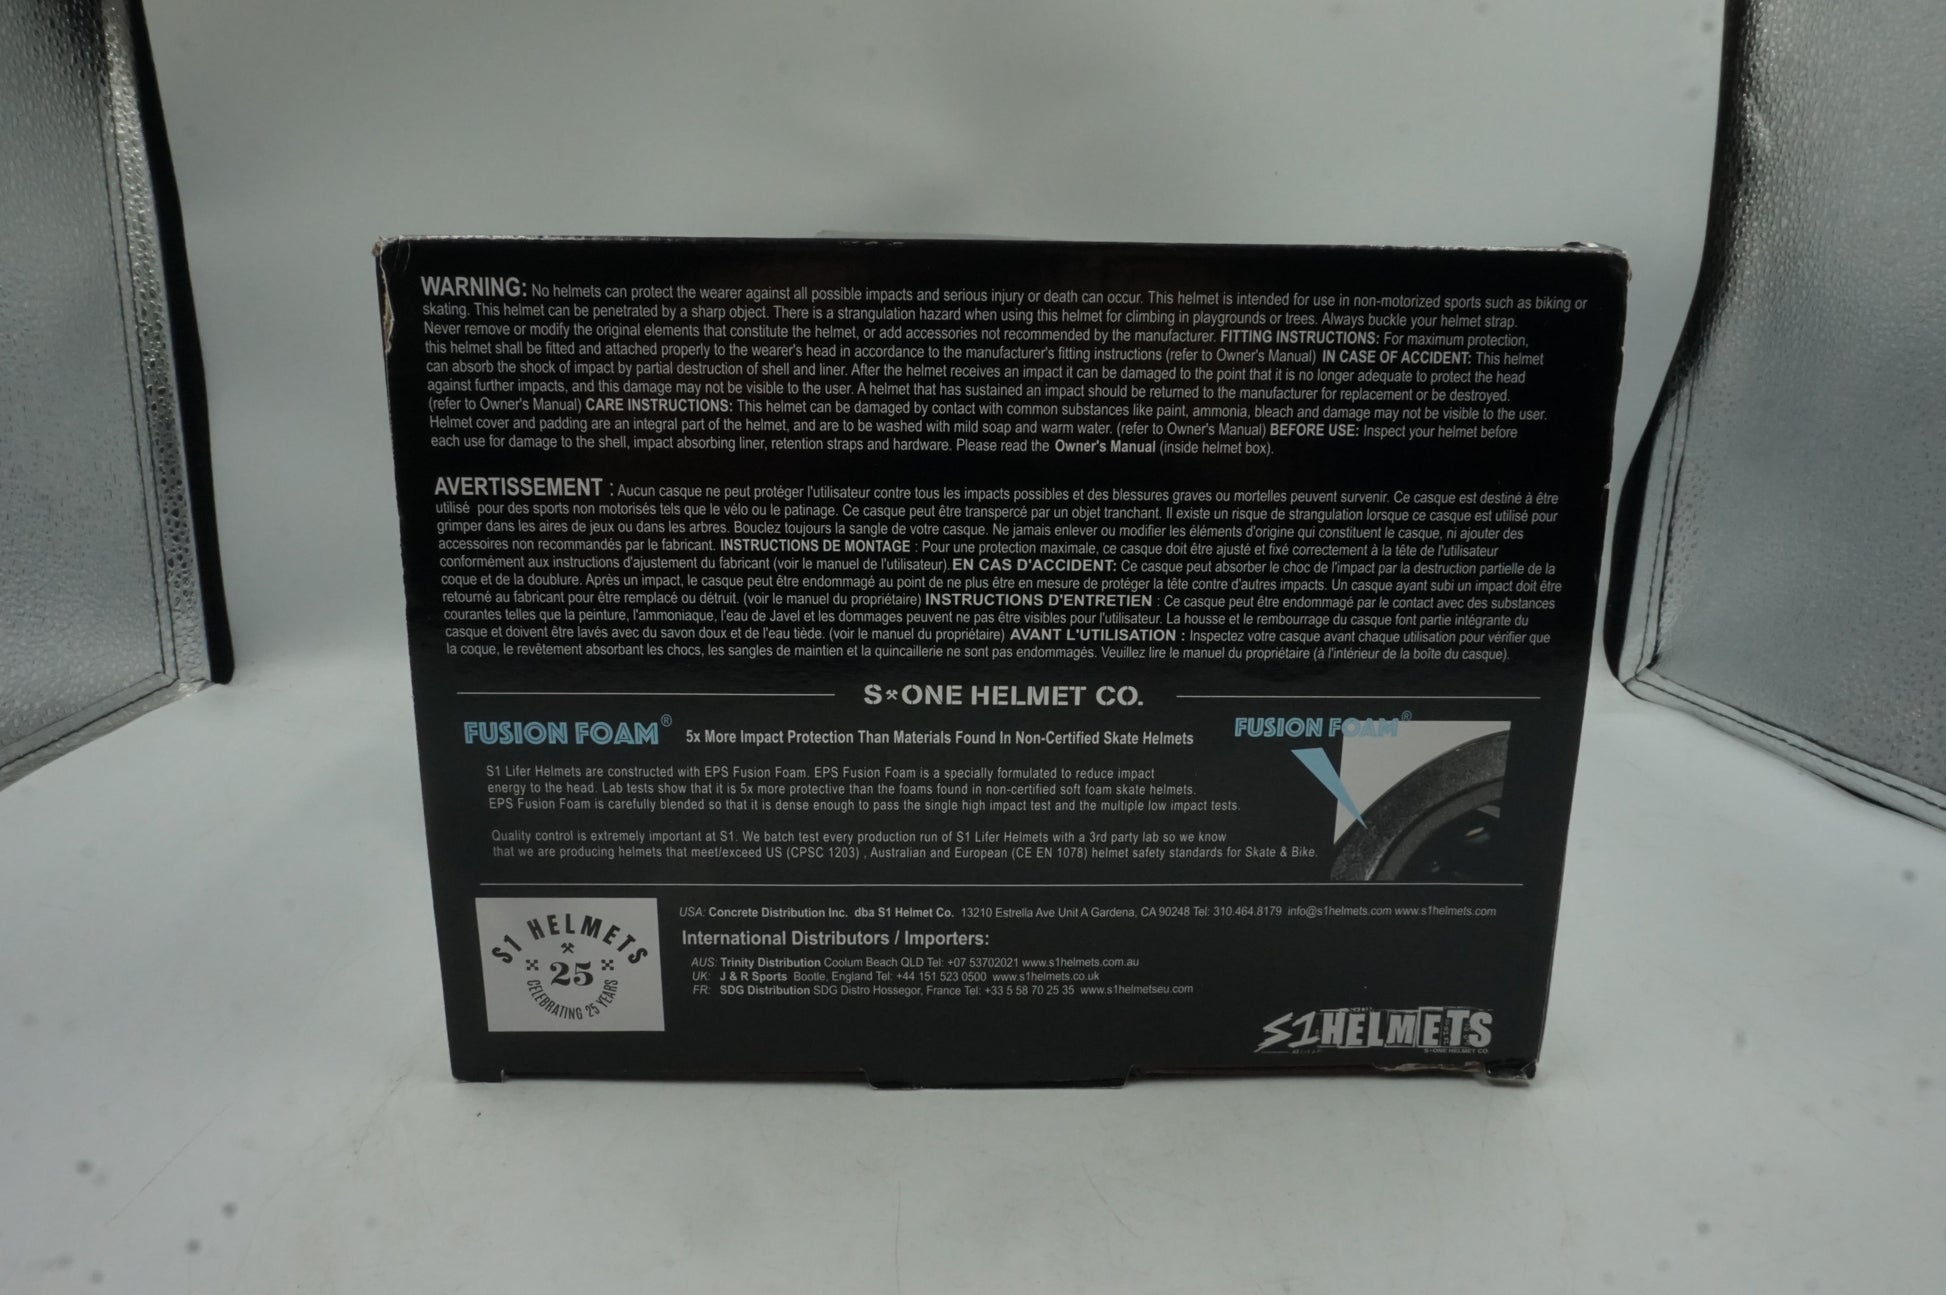 WARNING: No helmets can protect the wearer against all possible impacts and serious injury or death can occur. This helmet is intended for use in non-motorized sports such as biking or
skating. This helmet can be penetrated by a sharp object. There is a strangulation hazard when using this helmet for climbing in playgrounds or trees. Always buckle your helmet strap.
Never remove or modify the original elements that constitute the helmet, or add accessories not recommended by the manufacturer. FITTING INSTRUCTIONS: For maximum protection,
this helmet shall be fitted and attached properly to the wearer's head in accordance to the manufacturer's fitting instructions (refer to Owner's Manual) IN CASE OF ACCIDENT: This helmet
can absorb the shock of impact by partial destruction of shell and liner. After the helmet receives an impact it can be damaged to the point that it is no longer adequate to protect the head
against further impacts, and this damage may not be visible to the user. A helmet that has sustained an impact should be returned to the manufacturer for replacement or be destroyed.
(refer to Owner's Manual) CARE INSTRUCTIONS: This helmet can be damaged by contact with common substances like paint, ammonia, bleach and damage may not be visible to the user.
Helmet cover and padding are an integral part of the helmet, and are to be washed with mild soap and warm water. (refer to Owner's Manual) BEFORE USE: Inspect your helmet before
each use for damage to the shell, impact absorbing liner, retention straps and hardware. Please read the Owner's Manual (inside helmet box).
AVERTISSEMENT : Aucun casque ne peut protéger l'utilisateur contre tous les impacts possibles et des blessures graves ou mortelles peuvent survenir. Ce casque est destiné à être
utilisé pour des sports non motorisés tels que le vélo ou le patinage. Ce casque peut être transpercé par un objet tranchant. Il existe un risque de strangulation lorsque ce casque est utilisé pour
grimper dans les aires de jeux ou dans les arbres. Bouclez toujours la sangle de votre casque. Ne jamais enlever ou modifier les éléments d'origine qui constituent le casque, ni ajouter des
accessoires non recommandés par le fabricant. INSTRUCTIONS DE MONTAGE : Pour une protection maximale, ce casque doit être ajusté et fixé correctement à la tête de l'utilisateur
conformément aux instructions d'ajustement du fabricant (voir le manuel de l'utilisateur). EN CAS D'ACCIDENT: Ce casque peut absorber le choc de l'impact par la destruction partielle de la
coque et de la doublure. Après un impact, le casque peut être endommagé au point de ne plus être en mesure de protéger la tête contre d'autres impacts. Un casque ayant subi un impact doit être
retourné au fabricant pour être remplacé ou détruit. (voir le manuel du propriétaire) INSTRUCTIONS D'ENTRETIEN : Ce casque peut être endommagé par le contact avec des substances
courantes telles que la peinture, l'ammoniaque, l'eau de Javel et les dommages peuvent ne pas être visibles pour l'utilisateur. La housse et le rembourrage du casque font partie intégrante du
casque et doivent être lavés avec du savon doux et de l'eau tiède. (voir le manuel du propriétaire) AVANT L'UTILISATION : Inspectez votre casque avant chaque utilisation pour vérifier que
la coque, le revêtement absorbant les chocs, les sangles de maintien et la quincaillerie ne sont pas endommagés. Veuillez lire le manuel du propriétaire (à l'intérieur de la boîte du casque).
S ONE HELMET CO.
FUSION FOAM® 5x More Impact Protection Than Materials Found In Non-Certified Skate Helmets
FUSION FOAM®
S1 Lifer Helmets are constructed with EPS Fusion Foam. EPS Fusion Foam is a specially formulated to reduce impact
energy to the head. Lab tests show that it is 5x more protective than the foams found in non-certified soft foam skate helmets.
EPS Fusion Foam is carefully blended so that it is dense enough to pass the single high impact test and the multiple low impact tests.
Quality control is extremely important at S1. We batch test every production run of S1 Lifer Helmets with a 3rd party lab so we know
that we are producing helmets that meet/exceed US (CPSC 1203) , Australian and European (CE EN 1078) helmet safety standards for Skate & Bike.
S1 HELMETS
25
CELEBRATING 25 YEARS
USA: Concrete Distribution Inc. dba S1 Helmet Co. 13210 Estrella Ave Unit A Gardena, CA 90248 Tel: 310.464.8179 info@s1helmets.com www.s1helmets.com
International Distributors / Importers:
AUS: Trinity Distribution Coolum Beach QLD Tel: +07 53702021 www.s1helmets.com.au
UK: J & R Sports Bootle, England Tel: +44 151 523 0500 www.s1helmets.co.uk
FR: SDG Distribution SDG Distro Hossegor, France Tel: +33 5 58 70 25 35 www.s1helmetseu.com
S1HELMETS
S ONE HELMET CO.